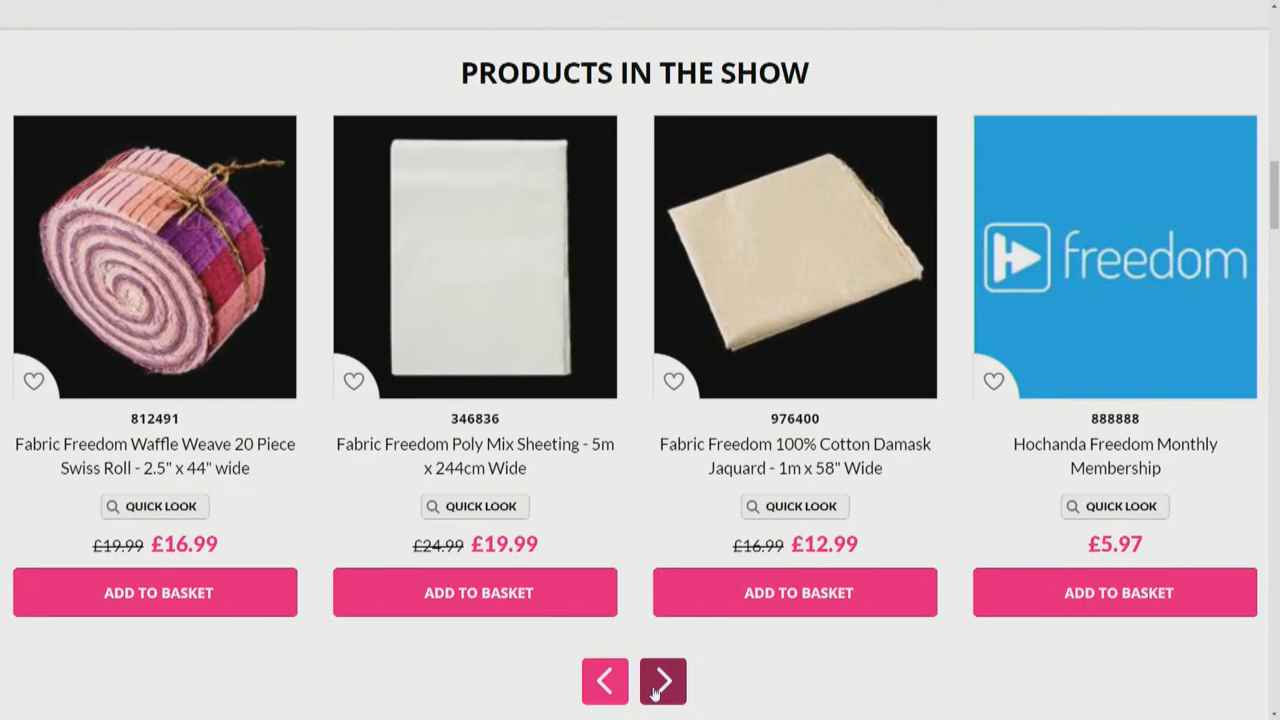 PRODUCTS IN THE SHOW
freedom
812491
Fabric Freedom Waffle Weave 20 Piece
Swiss Roll - 2.5" x 44" wide
QUICK LOOK
£19.99 £16.99
ADD TO BASKET
346836
Fabric Freedom Poly Mix Sheeting - 5m
x 244cm Wide
QUICK LOOK
£24.99 £19.99
ADD TO BASKET
976400
Fabric Freedom 100% Cotton Damask
Jaquard - 1m x 58" Wide
QUICK LOOK
£16.99 £12.99
ADD TO BASKET
888888
Hochanda Freedom Monthly
Membership
QUICK LOOK
£5.97
ADD TO BASKET